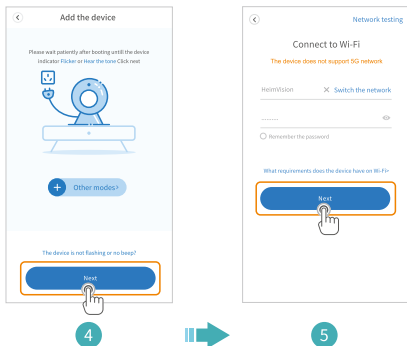 Add the device
Please wait patiently after booting untill the device
indicator Flicker or Hear the tone Click next
+ Other modes>
The device is not flashing or no beep?
Next
4
Network testing
Connect to Wi-Fi
The device does not support 5G network
HeimVision × Switch the network
........
Remember the password
What requirements does the device have on Wi-Fi>
Next
5